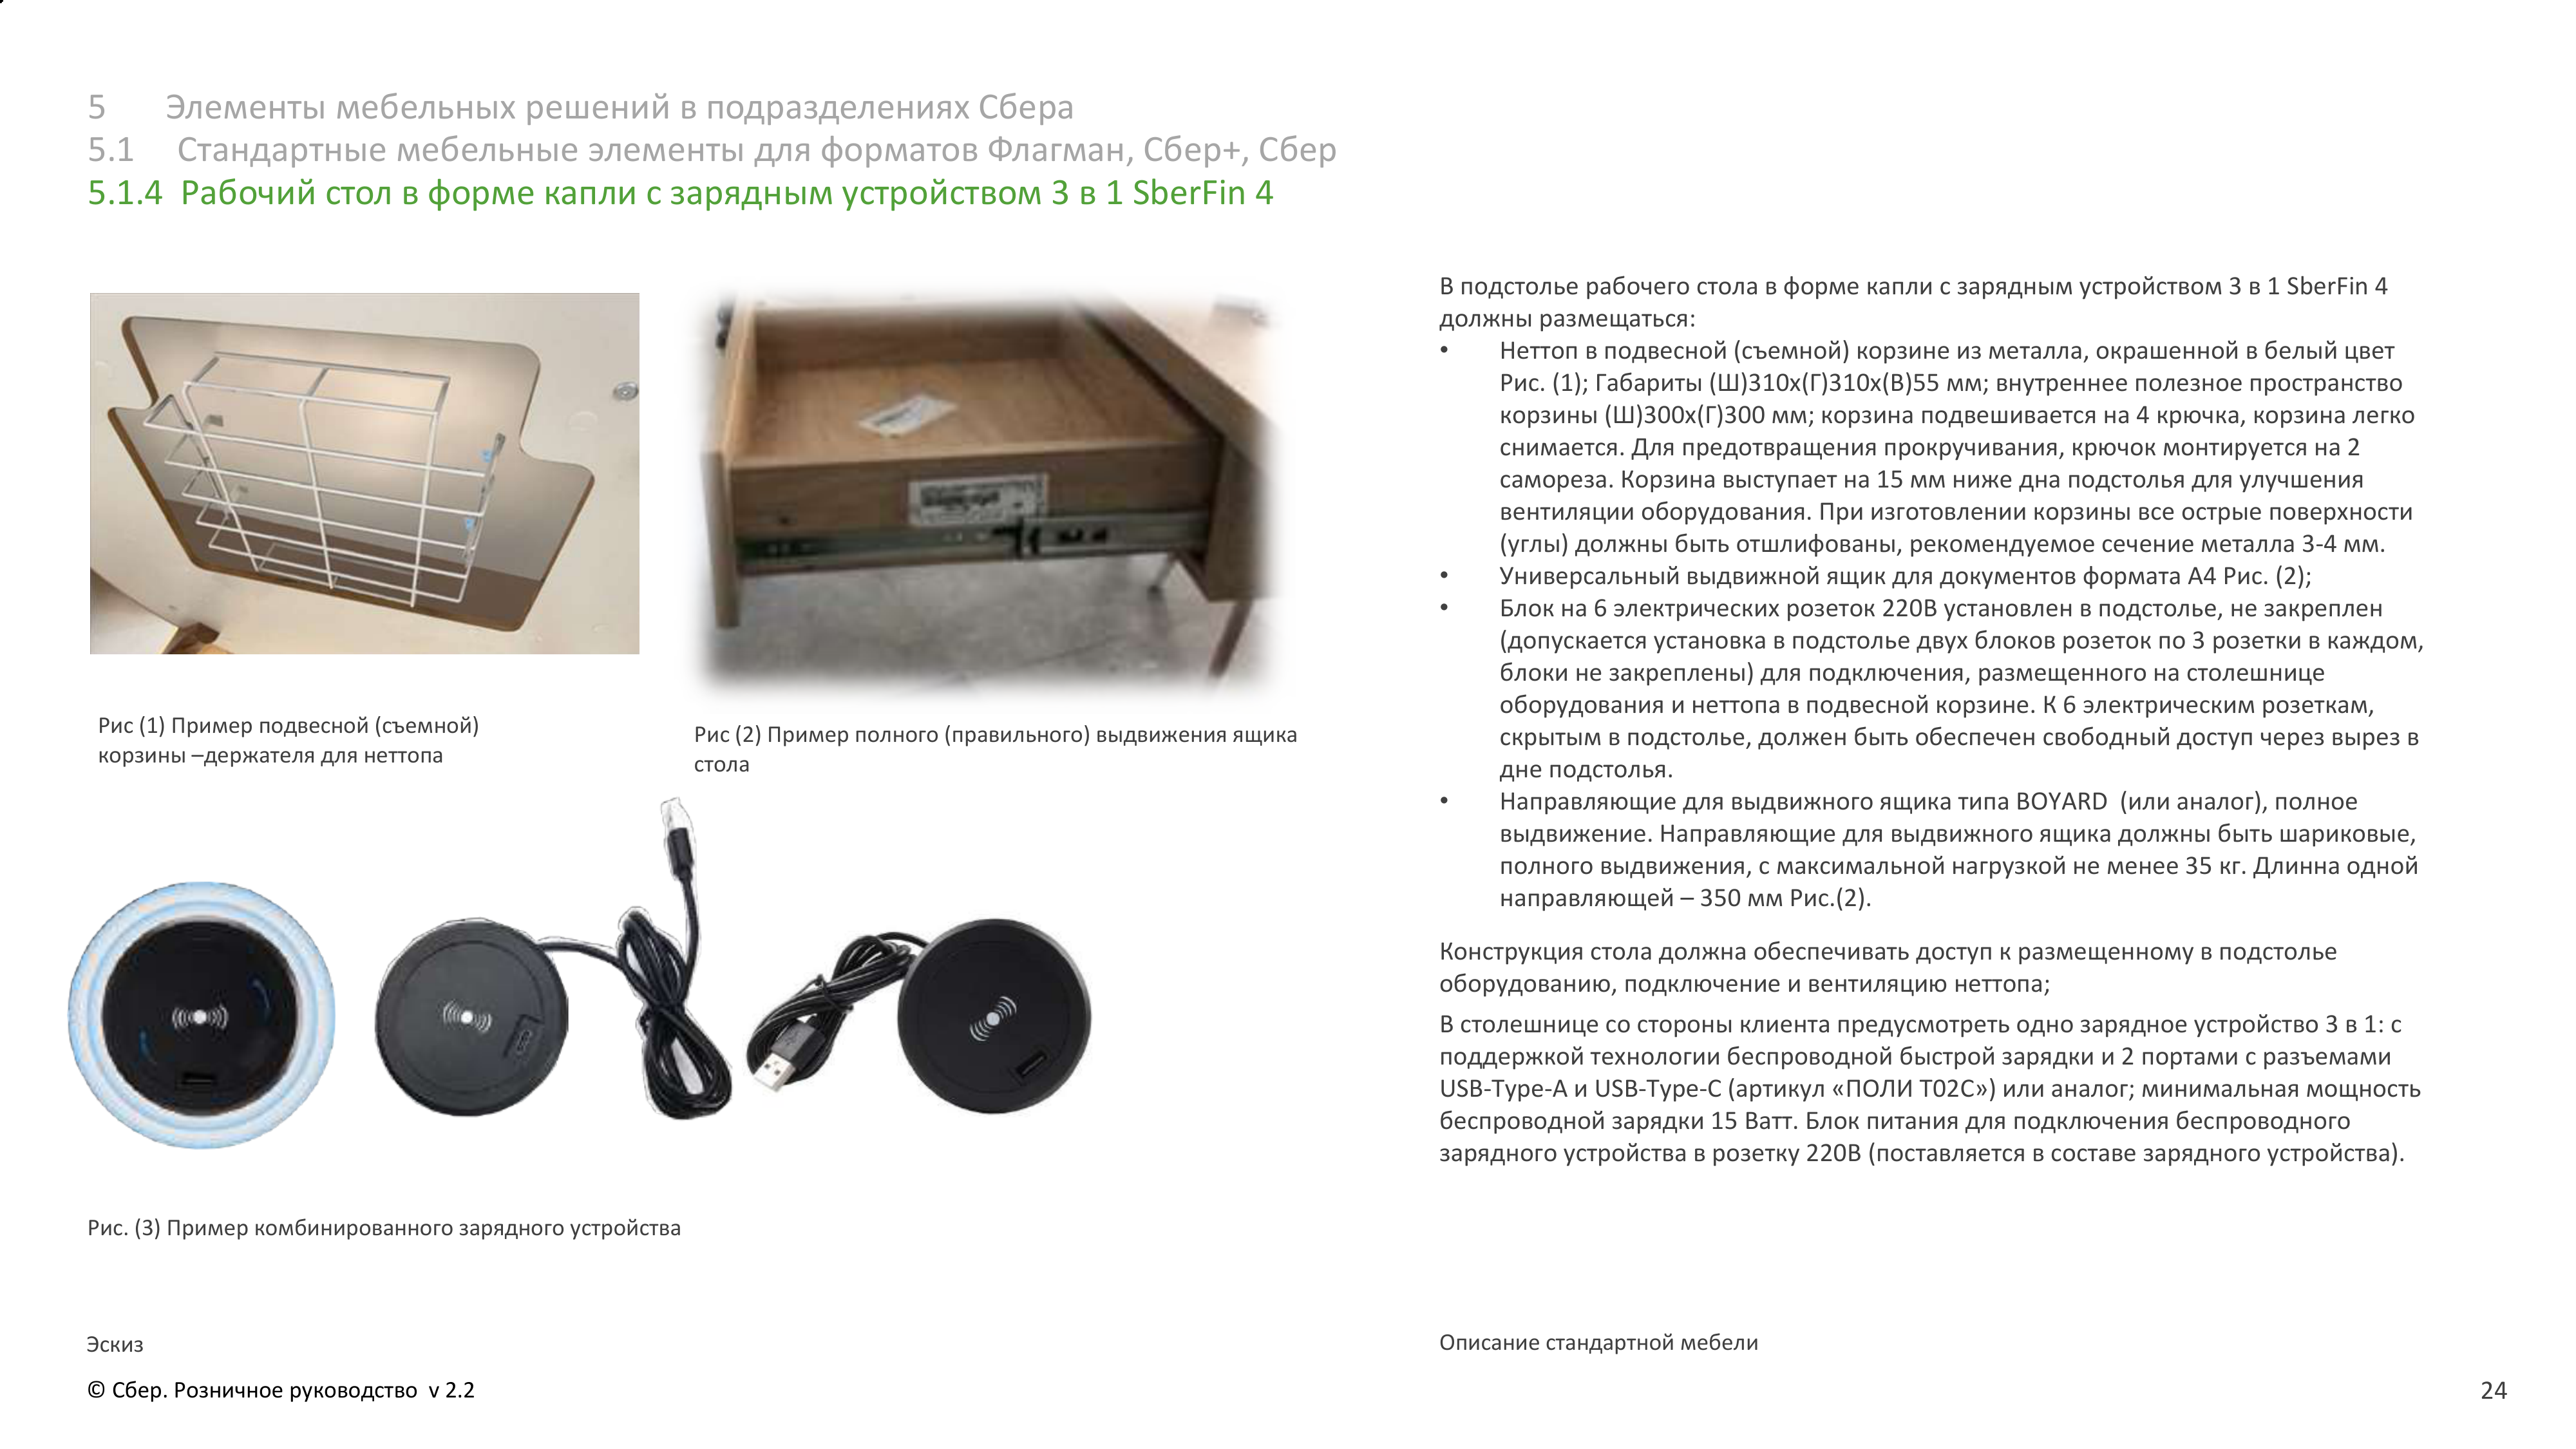 5 Элементы мебельных решений в подразделениях Сбера
5.1 Стандартные мебельные элементы для форматов Флагман, Сбер+, Сбер
5.1.4 Рабочий стол в форме капли с зарядным устройством 3 в 1 SberFin 4
Рис (1) Пример подвесной (съемной)
корзины –держателя для неттопа
Рис (2) Пример полного (правильного) выдвижения ящика
стола
Рис. (3) Пример комбинированного зарядного устройства
Эскиз
В подстолье рабочего стола в форме капли с зарядным устройством 3 в 1 SberFin 4
должны размещаться:
• Неттоп в подвесной (съемной) корзине из металла, окрашенной в белый цвет
Рис. (1); Габариты (Ш)310х(Г)310х(В)55 мм; внутреннее полезное пространство
корзины (Ш)300х(Г)300 мм; корзина подвешивается на 4 крючка, корзина легко
снимается. Для предотвращения прокручивания, крючок монтируется на 2
самореза. Корзина выступает на 15 мм ниже дна подстолья для улучшения
вентиляции оборудования. При изготовлении корзины все острые поверхности
(углы) должны быть отшлифованы, рекомендуемое сечение металла 3-4 мм.
• Универсальный выдвижной ящик для документов формата А4 Рис. (2);
• Блок на 6 электрических розеток 220В установлен в подстолье, не закреплен
(допускается установка в подстолье двух блоков розеток по 3 розетки в каждом,
блоки не закреплены) для подключения, размещенного на столешнице
оборудования и неттопа в подвесной корзине. К 6 электрическим розеткам,
скрытым в подстолье, должен быть обеспечен свободный доступ через вырез в
дне подстолья.
• Направляющие для выдвижного ящика типа BOYARD (или аналог), полное
выдвижение. Направляющие для выдвижного ящика должны быть шариковые,
полного выдвижения, с максимальной нагрузкой не менее 35 кг. Длинна одной
направляющей – 350 мм Рис.(2).
Конструкция стола должна обеспечивать доступ к размещенному в подстолье
оборудованию, подключение и вентиляцию неттопа;
В столешнице со стороны клиента предусмотреть одно зарядное устройство 3 в 1: с
поддержкой технологии беспроводной быстрой зарядки и 2 портами с разъемами
USB-Type-A и USB-Type-C (артикул «ПОЛИ Т02С») или аналог; минимальная мощность
беспроводной зарядки 15 Ватт. Блок питания для подключения беспроводного
зарядного устройства в розетку 220В (поставляется в составе зарядного устройства).
Описание стандартной мебели
© Сбер. Розничное руководство v 2.2
24